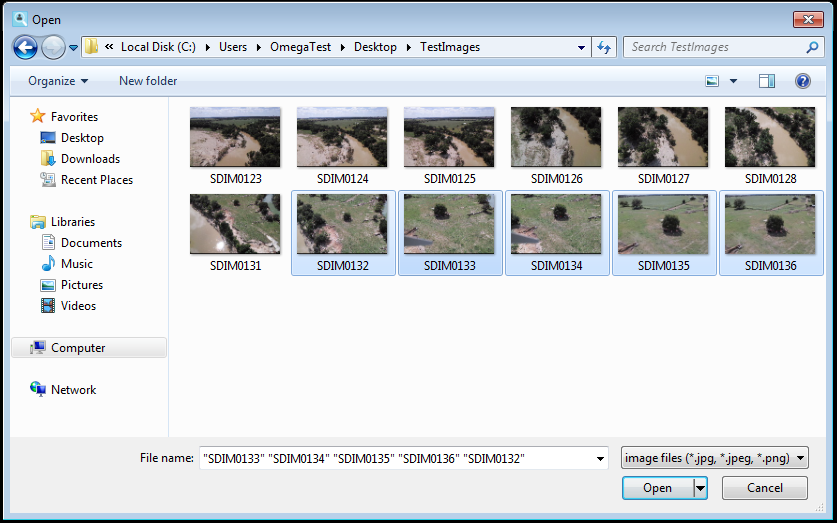 Open
« Local Disk (C:) Users OmegaTest Desktop TestImages Search TestImages
Organize New folder
Favorites
Desktop
Downloads
Recent Places
Libraries
Documents
Music
Pictures
Videos
Computer
Network
SDIM0123 SDIM0124 SDIM0125 SDIM0126 SDIM0127 SDIM0128
SDIM0131 SDIM0132 SDIM0133 SDIM0134 SDIM0135 SDIM0136
File name: "SDIM0133" "SDIM0134" "SDIM0135" "SDIM0136" "SDIM0132" image files (*.jpg, *.jpeg, *.png)
Open Cancel